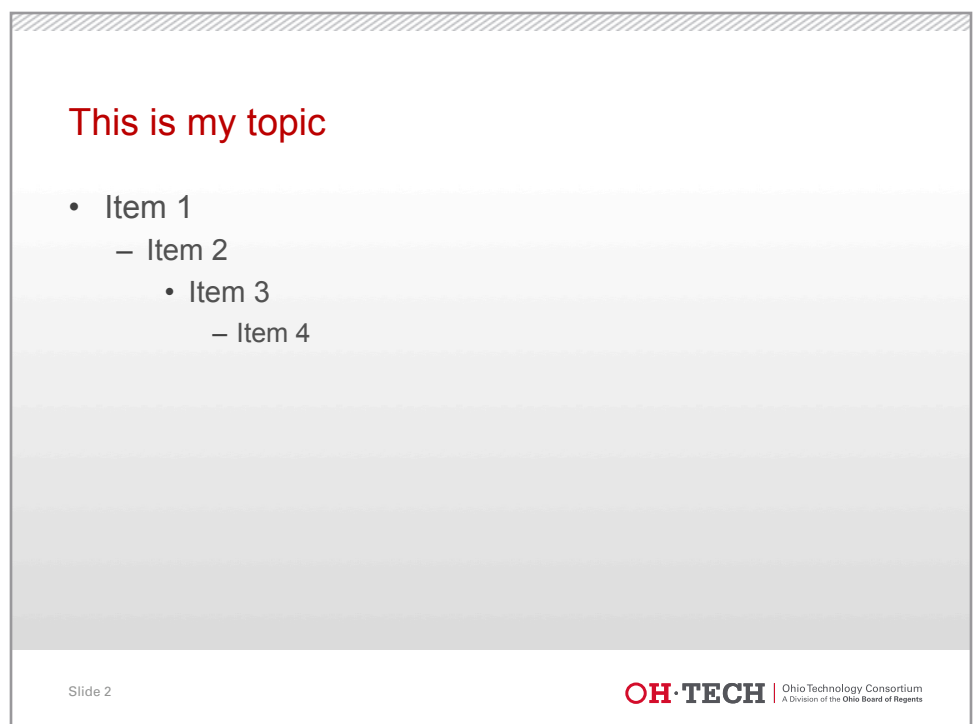 This is my topic
• Item 1
– Item 2
• Item 3
– Item 4
Slide 2
OH·TECH
Ohio Technology Consortium
A Division of the Ohio Board of Regents